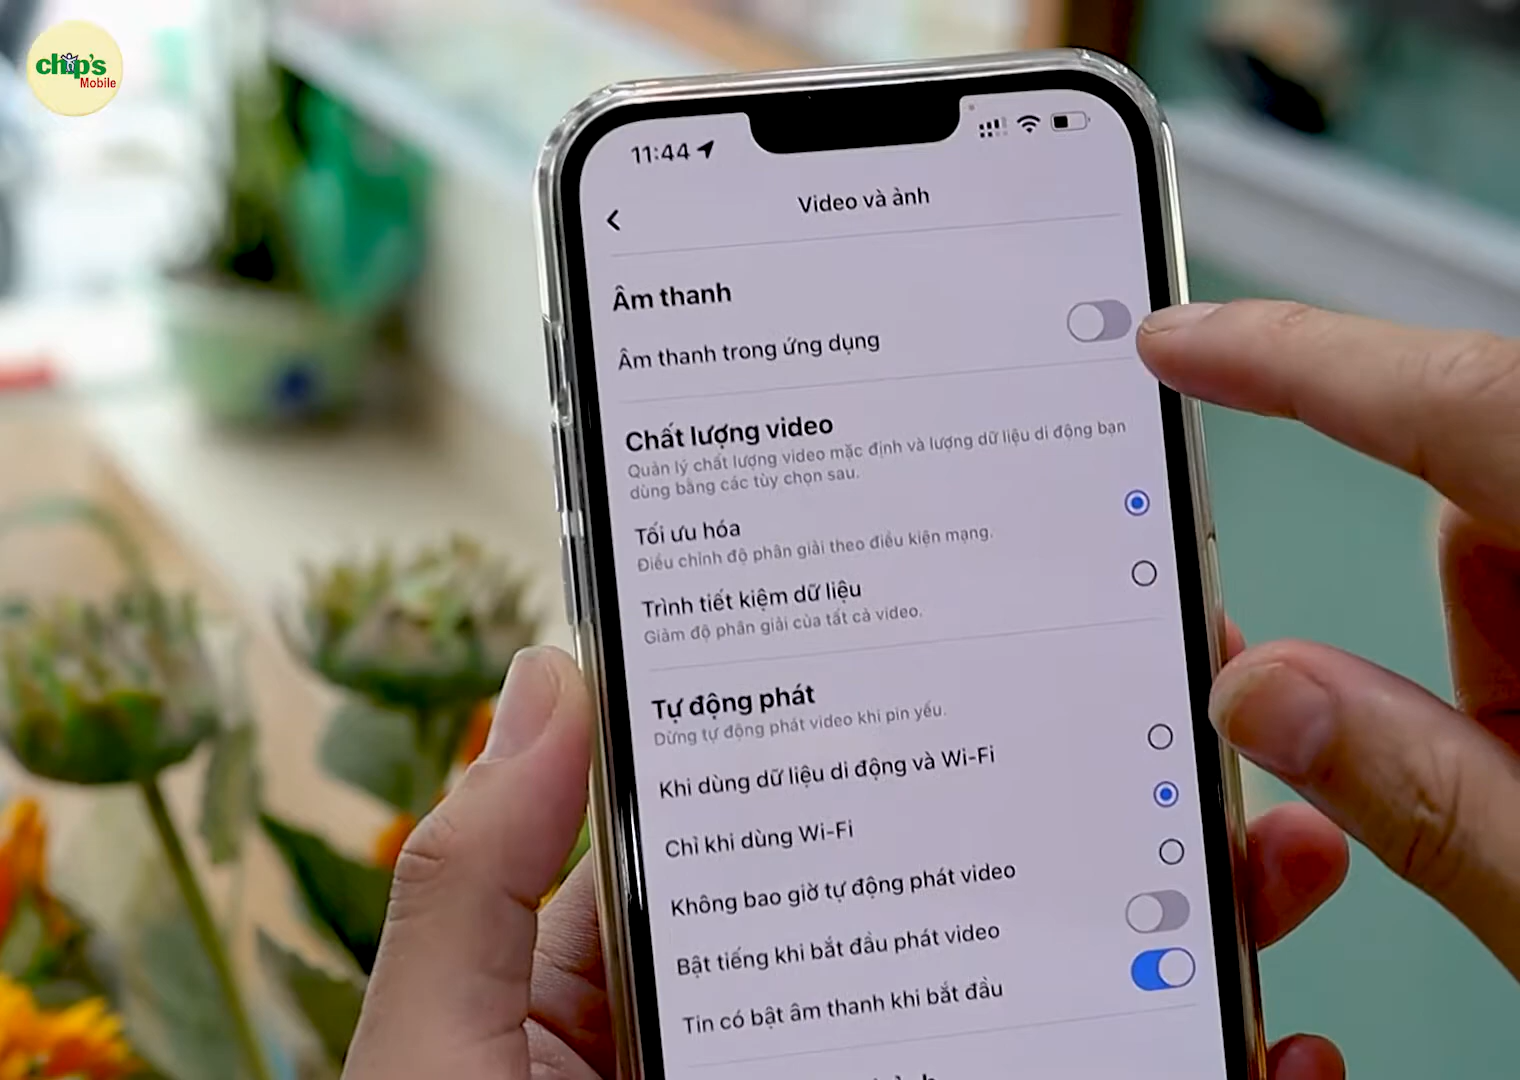 chip's
Mobile
11:44
Video và ảnh
Âm thanh
Âm thanh trong ứng dụng
Chất lượng video
Quản lý chất lượng video mặc định và lượng dữ liệu di động bạn
dùng bằng các tùy chọn sau.
Tối ưu hóa
Điều chỉnh độ phân giải theo điều kiện mạng.
Trình tiết kiệm dữ liệu
Giảm độ phân giải của tất cả video.
Tự động phát
Dừng tự động phát video khi pin yếu.
Khi dùng dữ liệu di động và Wi-Fi
Chỉ khi dùng Wi-Fi
Không bao giờ tự động phát video
Bật tiếng khi bắt đầu phát video
Tin có bật âm thanh khi bắt đầu